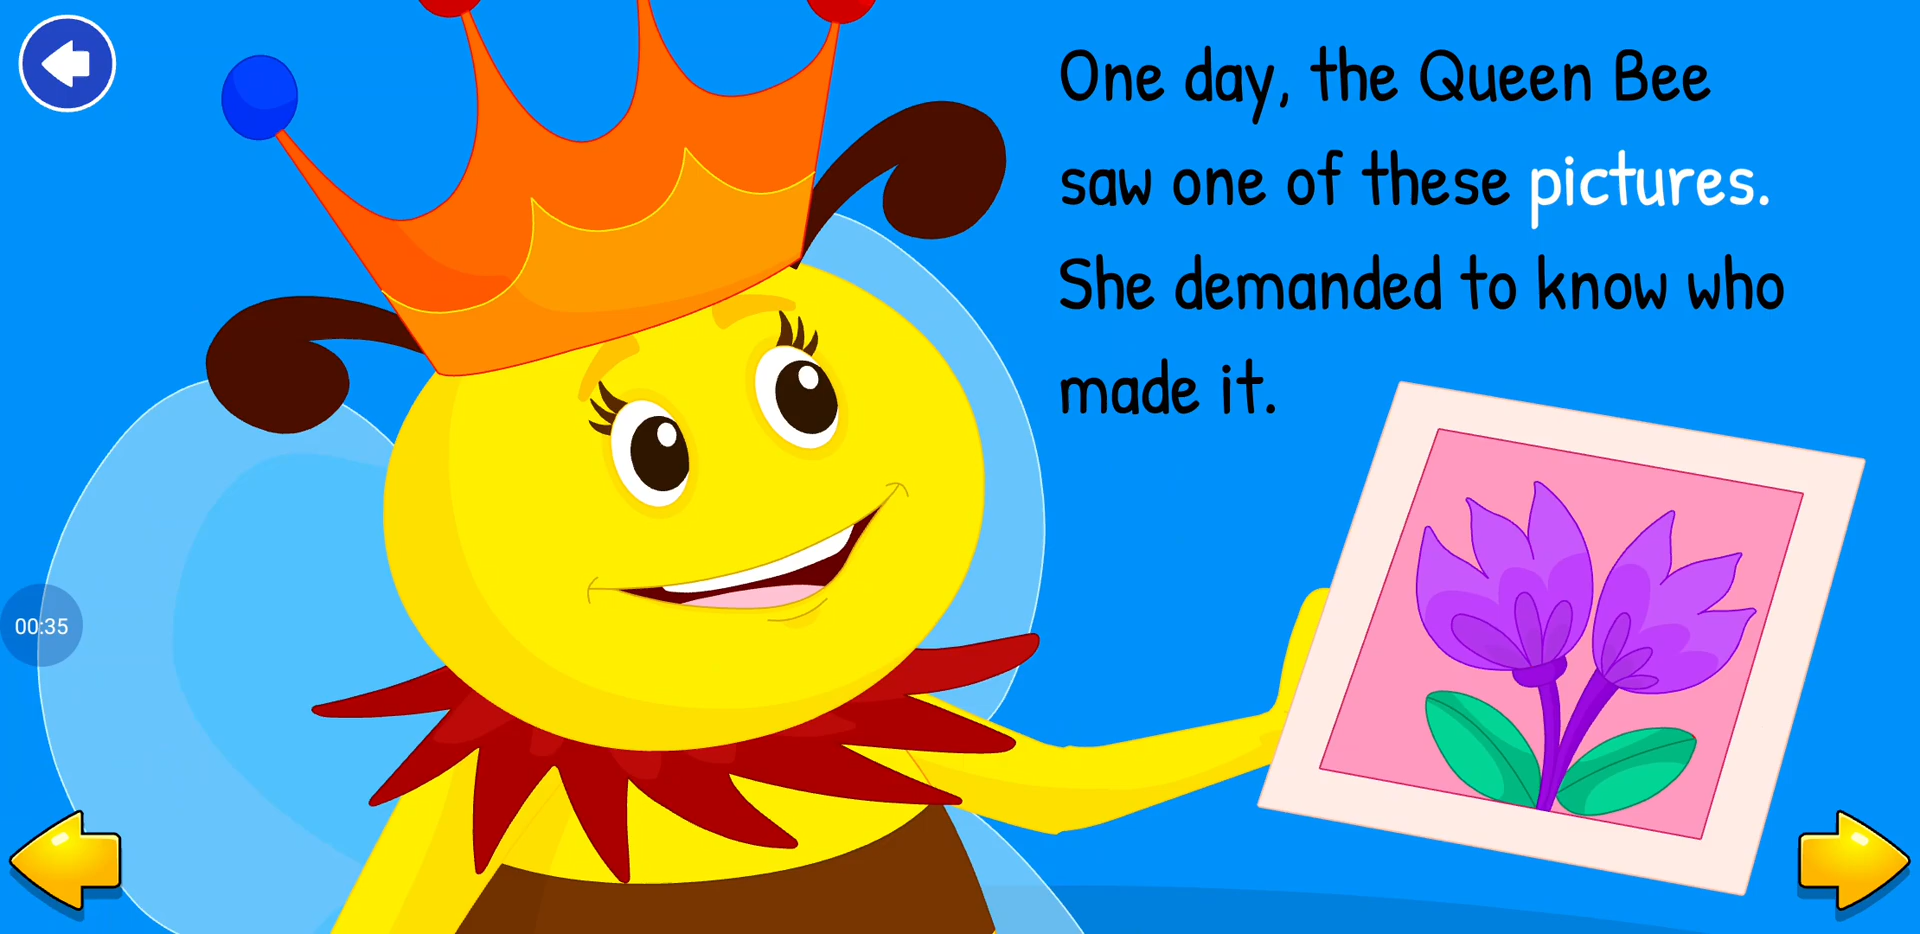 One day, the Queen Bee
saw one of these pictures.
She demanded to know who
made it.
00:35